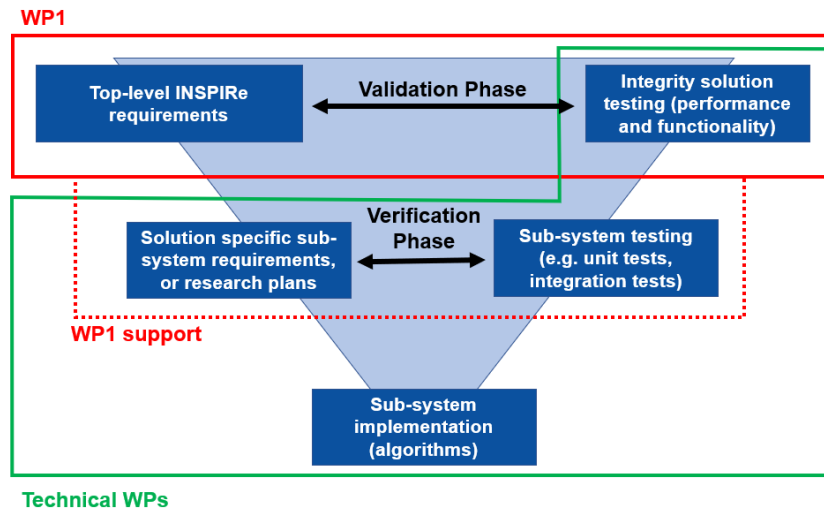 WP1
Top-level INSPIRe
requirements
Validation Phase
Integrity solution
testing (performance
and functionality)
Solution specific sub-
system requirements,
or research plans
Verification
Phase
Sub-system testing
(e.g. unit tests,
integration tests)
WP1 support
Sub-system
implementation
(algorithms)
Technical WPs